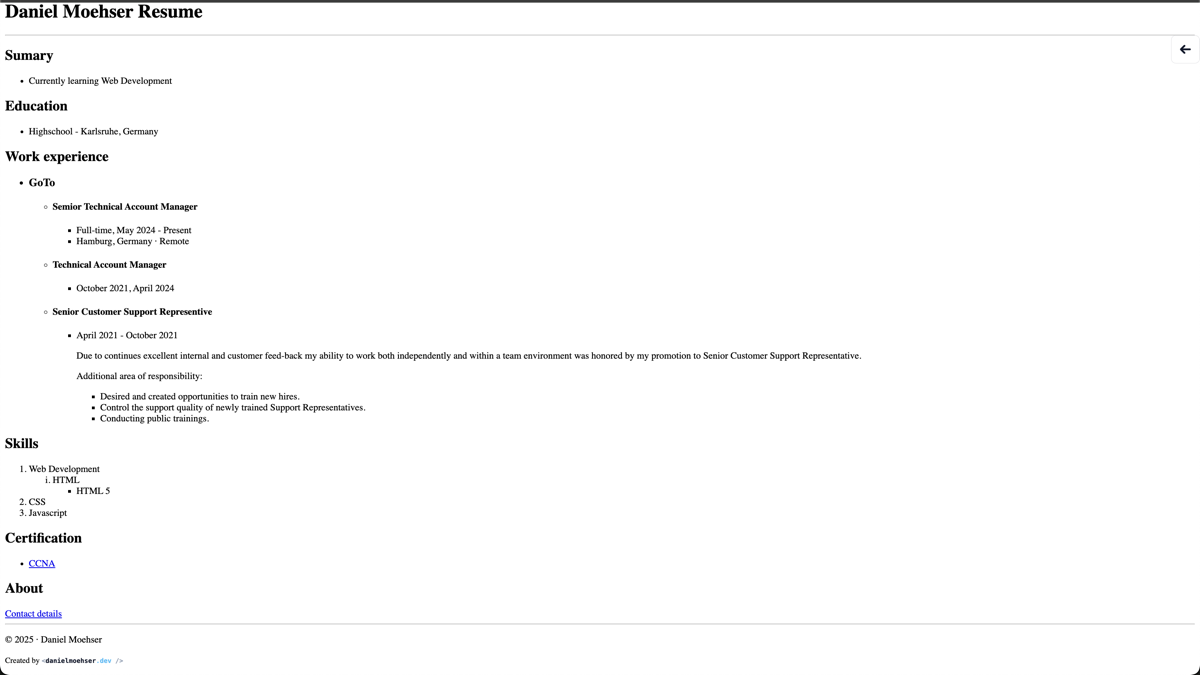 Daniel Moehser Resume
Sumary
• Currently learning Web Development
Education
• Highschool - Karlsruhe, Germany
Work experience
• GoTo
◦ Semior Technical Account Manager
▪ Full-time, May 2024 - Present
▪ Hamburg, Germany · Remote
◦ Technical Account Manager
▪ October 2021, April 2024
◦ Senior Customer Support Representive
▪ April 2021 - October 2021
Due to continues excellent internal and customer feed-back my ability to work both independently and within a team environment was honored by my promotion to Senior Customer Support Representative.
Additional area of responsibility:
▪ Desired and created opportunities to train new hires.
▪ Control the support quality of newly trained Support Representatives.
▪ Conducting public trainings.
Skills
1. Web Development
i. HTML
▪ HTML 5
2. CSS
3. Javascript
Certification
• CCNA
About
Contact details
© 2025 · Daniel Moehser
Created by <danielmoehser.dev />